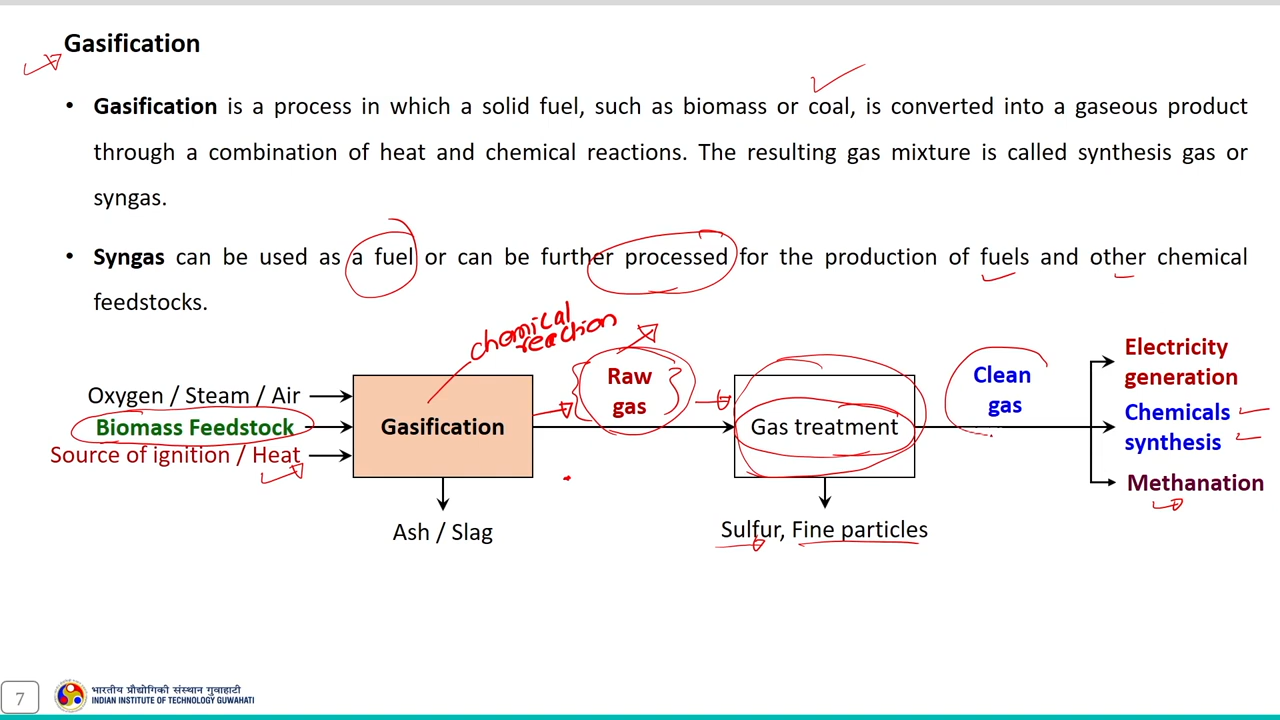 Gasification
• Gasification is a process in which a solid fuel, such as biomass or coal, is converted into a gaseous product
through a combination of heat and chemical reactions. The resulting gas mixture is called synthesis gas or
syngas.
• Syngas can be used as a fuel or can be further processed for the production of fuels and other chemical
feedstocks.
chemical
reaction
Oxygen / Steam / Air
Biomass Feedstock
Source of ignition / Heat
Gasification
Ash / Slag
Raw
gas
Gas treatment
Sulfur, Fine particles
Clean
gas
Electricity
generation
Chemicals
synthesis
Methanation
7
भारतीय प्रौद्योगिकी संस्थान गुवाहाटी
INDIAN INSTITUTE OF TECHNOLOGY GUWAHATI